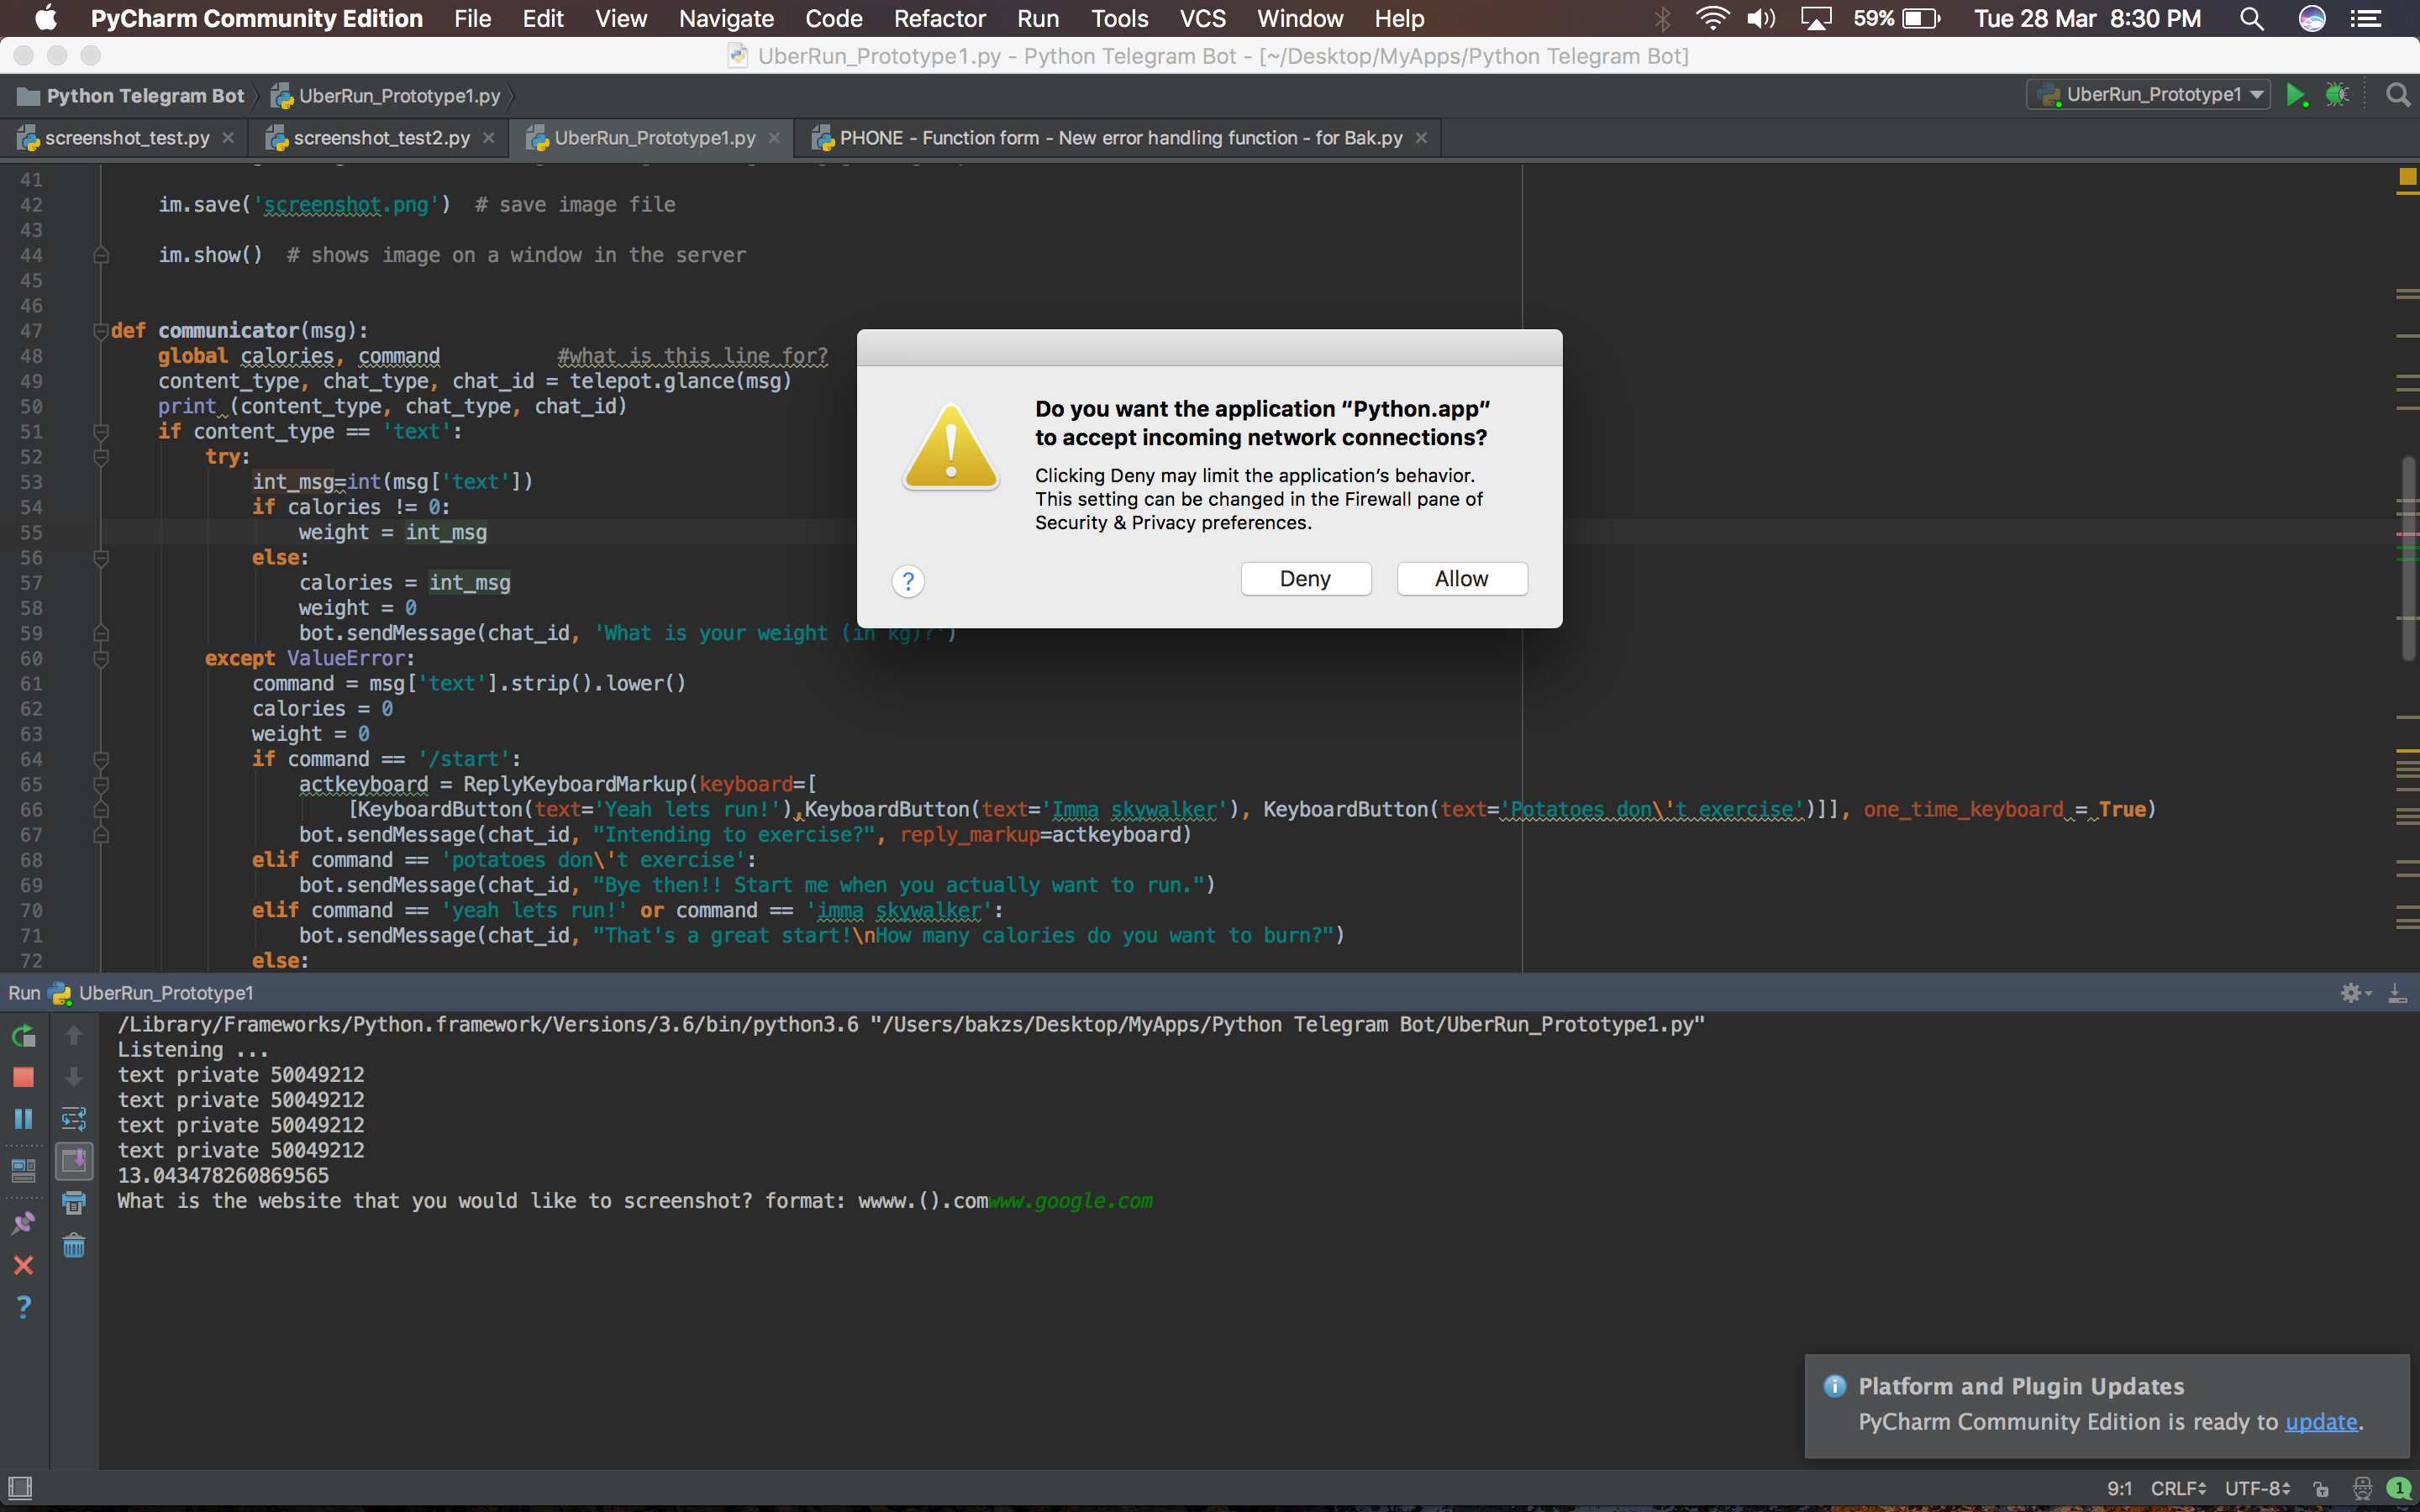 PyCharm Community Edition File Edit View Navigate Code Refactor Run Tools VCS Window Help 59% Tue 28 Mar 8:30 PM
UberRun_Prototype1.py - Python Telegram Bot - [~/Desktop/MyApps/Python Telegram Bot]
Python Telegram Bot UberRun_Prototype1.py UberRun_Prototype1
screenshot_test.py screenshot_test2.py UberRun_Prototype1.py PHONE - Function form - New error handling function - for Bak.py
41
42 im.save('screenshot.png') # save image file
43
44 im.show() # shows image on a window in the server
45
46
47 def communicator(msg):
48 global calories, command #what is this line for?
49 content_type, chat_type, chat_id = telepot.glance(msg)
50 print (content_type, chat_type, chat_id)
51 if content_type == 'text':
52 try:
53 int_msg=int(msg['text'])
54 if calories != 0:
55 weight = int_msg
56 else:
57 calories = int_msg
58 weight = 0
59 bot.sendMessage(chat_id, 'What is your weight (in kg)?')
60 except ValueError:
61 command = msg['text'].strip().lower()
62 calories = 0
63 weight = 0
64 if command == '/start':
65 actkeyboard = ReplyKeyboardMarkup(keyboard=[
66 [KeyboardButton(text='Yeah lets run!'),KeyboardButton(text='Imma skywalker'), KeyboardButton(text='Potatoes don\'t exercise')]], one_time_keyboard = True)
67 bot.sendMessage(chat_id, "Intending to exercise?", reply_markup=actkeyboard)
68 elif command == 'potatoes don\'t exercise':
69 bot.sendMessage(chat_id, "Bye then!! Start me when you actually want to run.")
70 elif command == 'yeah lets run!' or command == 'imma skywalker':
71 bot.sendMessage(chat_id, "That's a great start!\nHow many calories do you want to burn?")
72 else:
Do you want the application “Python.app”
to accept incoming network connections?
Clicking Deny may limit the application’s behavior.
This setting can be changed in the Firewall pane of
Security & Privacy preferences.
? Deny Allow
Run UberRun_Prototype1
/Library/Frameworks/Python.framework/Versions/3.6/bin/python3.6 "/Users/bakzs/Desktop/MyApps/Python Telegram Bot/UberRun_Prototype1.py"
Listening ...
text private 50049212
text private 50049212
text private 50049212
text private 50049212
13.043478260869565
What is the website that you would like to screenshot? format: wwww.().comwww.google.com
Platform and Plugin Updates
PyCharm Community Edition is ready to update.
9:1 CRLF UTF-8 1